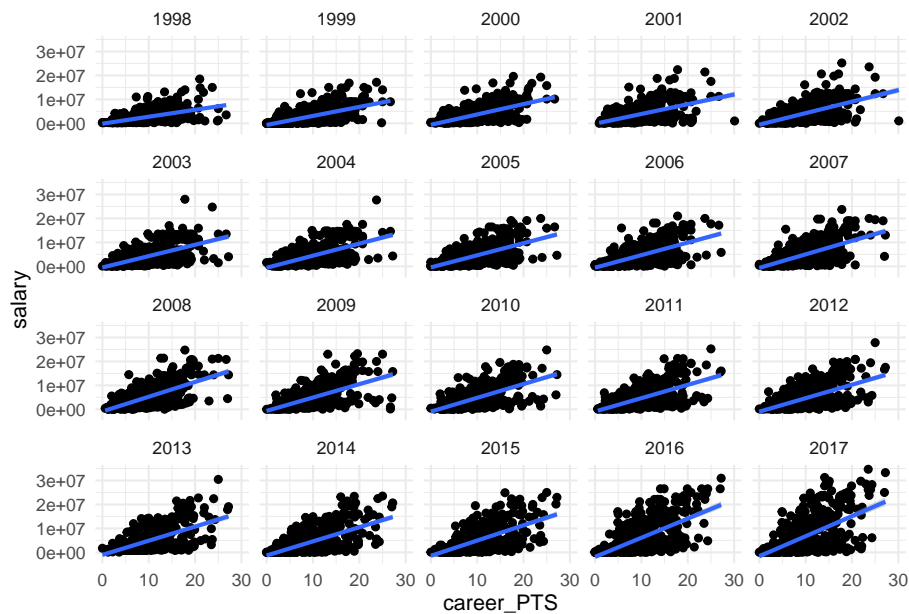 1998 1999 2000 2001 2002
3e+07
2e+07
1e+07
0e+00
2003 2004 2005 2006 2007
3e+07
2e+07
1e+07
0e+00
salary
2008 2009 2010 2011 2012
3e+07
2e+07
1e+07
0e+00
2013 2014 2015 2016 2017
3e+07
2e+07
1e+07
0e+00
0 10 20 30 0 10 20 30 0 10 20 30 0 10 20 30 0 10 20 30
career_PTS